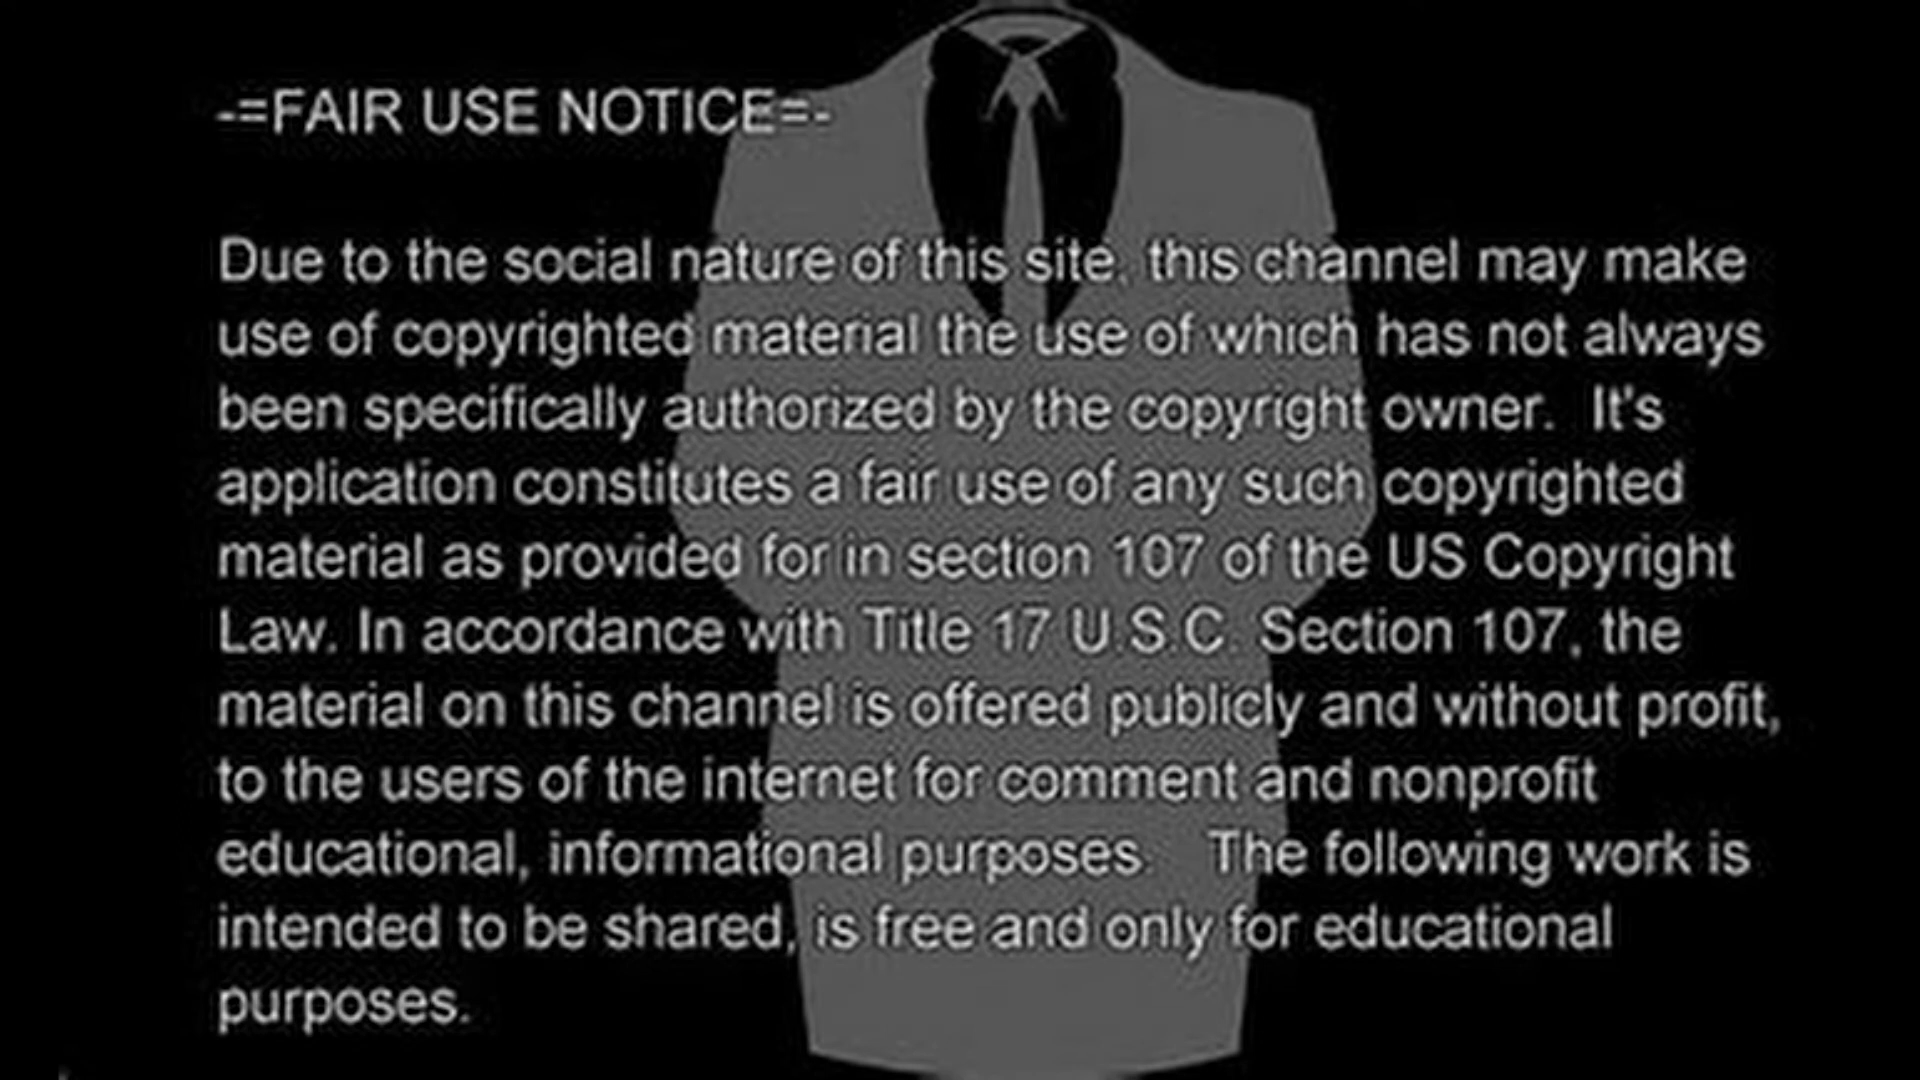 -=FAIR USE NOTICE=-
Due to the social nature of this site, this channel may make
use of copyrighted material the use of which has not always
been specifically authorized by the copyright owner.  It's
application constitutes a fair use of any such copyrighted
material as provided for in section 107 of the US Copyright
Law. In accordance with Title 17 U.S.C. Section 107, the
material on this channel is offered publicly and without profit,
to the users of the internet for comment and nonprofit
educational, informational purposes.   The following work is
intended to be shared, is free and only for educational
purposes.